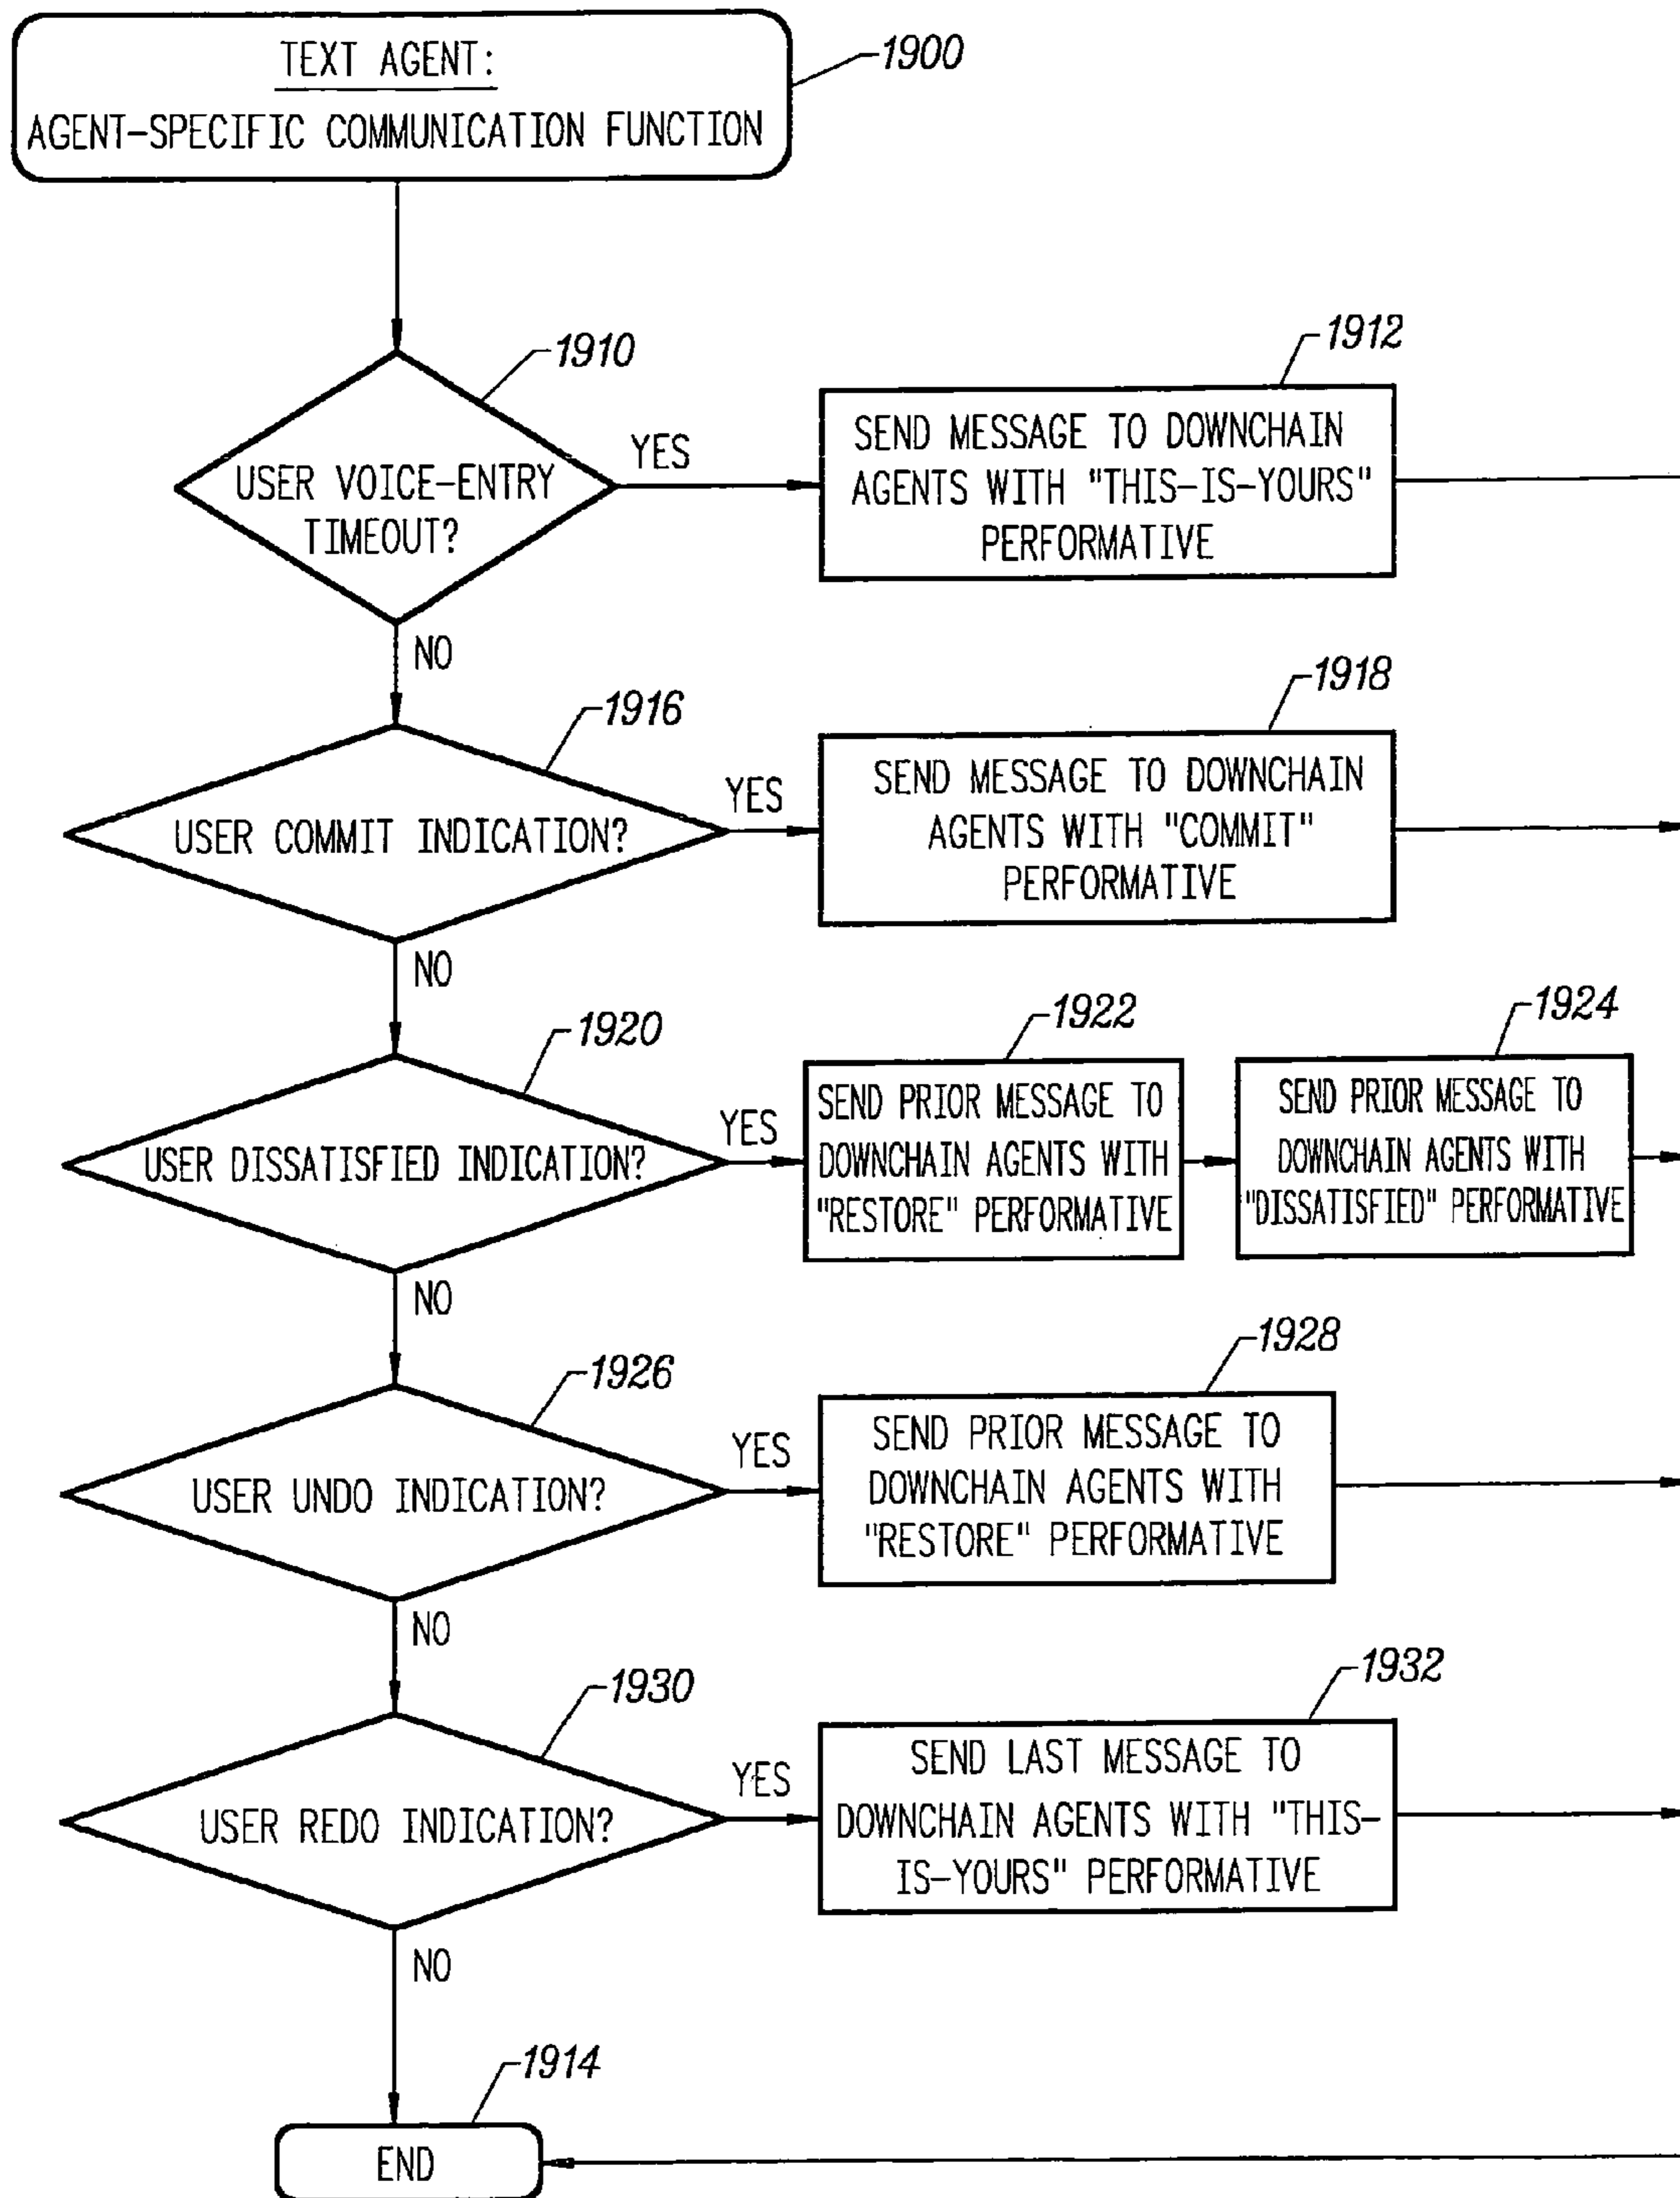 TEXT AGENT:
AGENT-SPECIFIC COMMUNICATION FUNCTION
1900
1910
USER VOICE-ENTRY
TIMEOUT?
YES
1912
SEND MESSAGE TO DOWNCHAIN
AGENTS WITH "THIS-IS-YOURS"
PERFORMATIVE
NO
1916
USER COMMIT INDICATION?
YES
1918
SEND MESSAGE TO DOWNCHAIN
AGENTS WITH "COMMIT"
PERFORMATIVE
NO
1920
USER DISSATISFIED INDICATION?
YES
1922
SEND PRIOR MESSAGE TO
DOWNCHAIN AGENTS WITH
"RESTORE" PERFORMATIVE
1924
SEND PRIOR MESSAGE TO
DOWNCHAIN AGENTS WITH
"DISSATISFIED" PERFORMATIVE
NO
1926
USER UNDO INDICATION?
YES
1928
SEND PRIOR MESSAGE TO
DOWNCHAIN AGENTS WITH
"RESTORE" PERFORMATIVE
NO
1930
USER REDO INDICATION?
YES
1932
SEND LAST MESSAGE TO
DOWNCHAIN AGENTS WITH "THIS-
IS-YOURS" PERFORMATIVE
NO
1914
END